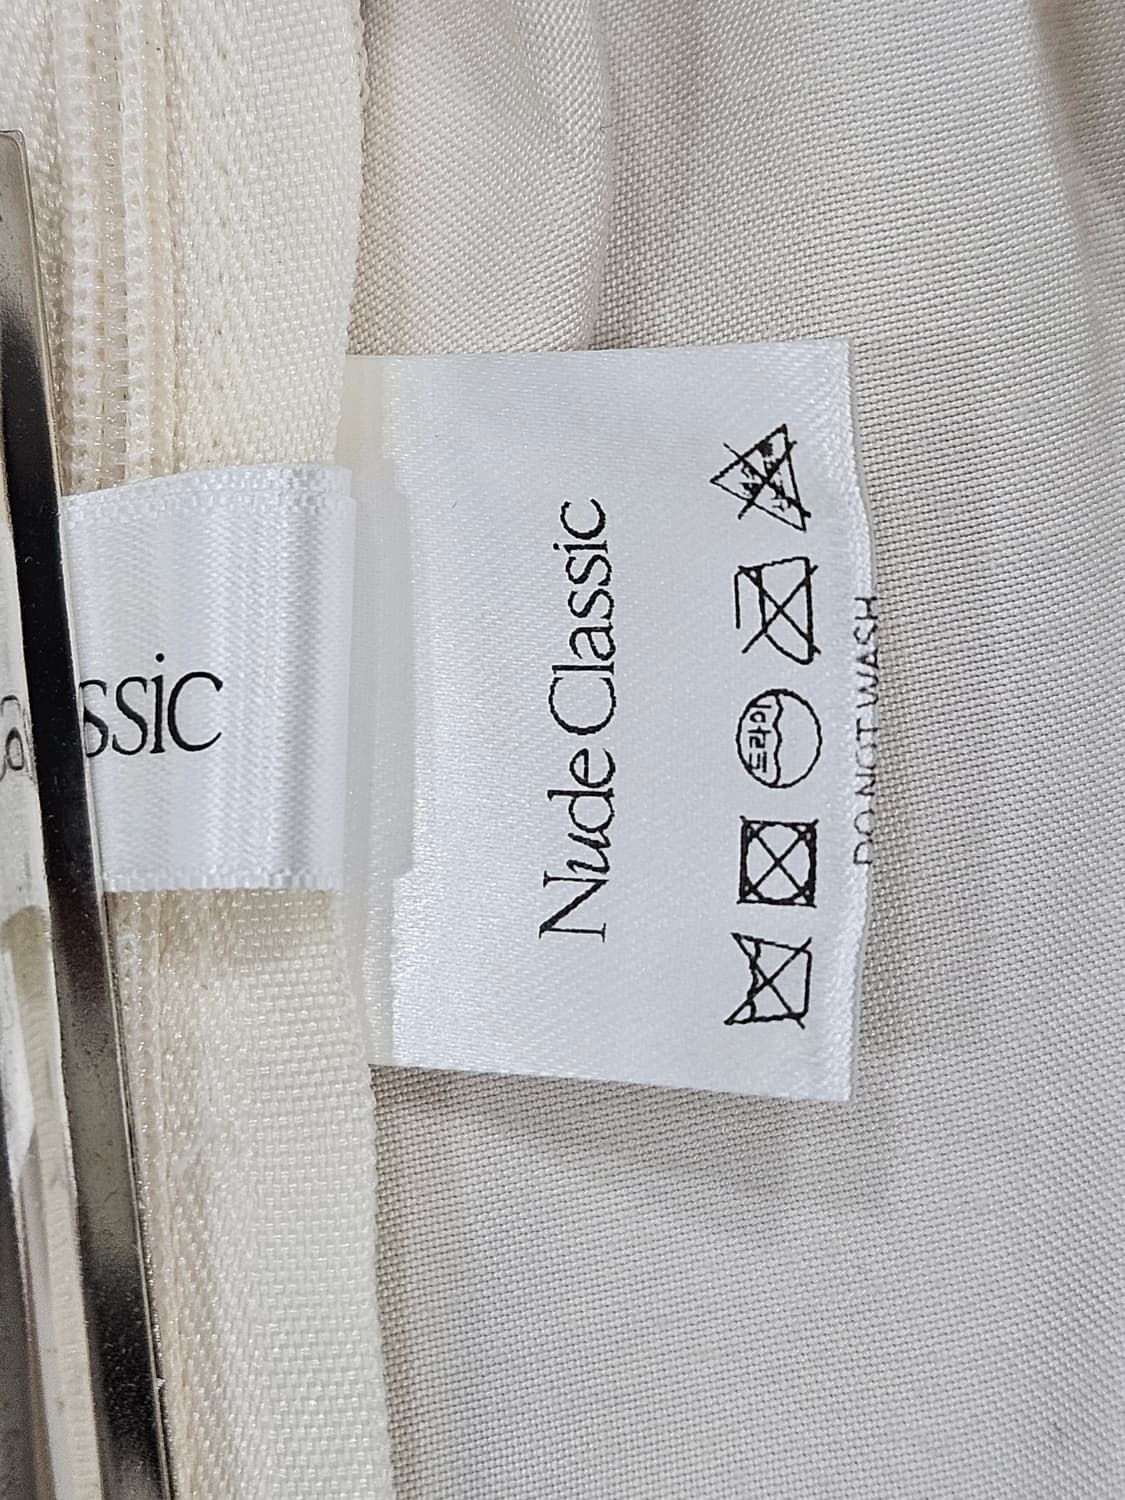 ssic
Nude Classic
드라이
DO NOT WASH